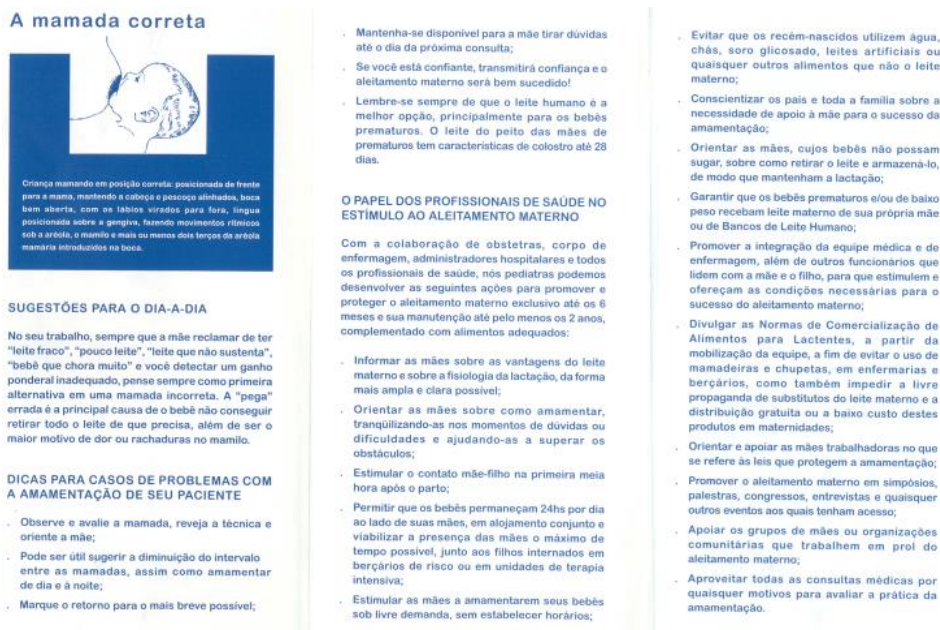 A mamada correta
Criança mamando em posição correta: posicionada de frente
para a mama, mantendo a cabeça e pescoço alinhados, boca
bem aberta, com os lábios virados para fora, língua
posicionada sobre a gengiva, fazendo movimentos rítmicos
sob a aréola, o mamilo e mais ou menos dois terços da aréola
mamária introduzidos na boca.
SUGESTÕES PARA O DIA-A-DIA
No seu trabalho, sempre que a mãe reclamar de ter
"leite fraco", "pouco leite", "leite que não sustenta",
"bebê que chora muito" e você detectar um ganho
ponderal inadequado, pense sempre como primeira
alternativa em uma mamada incorreta. A "pega"
errada é a principal causa de o bebê não conseguir
retirar todo o leite de que precisa, além de ser o
maior motivo de dor ou rachaduras no mamilo.
DICAS PARA CASOS DE PROBLEMAS COM
A AMAMENTAÇÃO DE SEU PACIENTE
. Observe e avalie a mamada, reveja a técnica e
oriente a mãe;
. Pode ser útil sugerir a diminuição do intervalo
entre as mamadas, assim como amamentar
de dia e à noite;
. Marque o retorno para o mais breve possível;
. Mantenha-se disponível para a mãe tirar dúvidas
até o dia da próxima consulta;
. Se você está confiante, transmitirá confiança e o
aleitamento materno será bem sucedido!
. Lembre-se sempre de que o leite humano é a
melhor opção, principalmente para os bebês
prematuros. O leite do peito das mães de
prematuros tem características de colostro até 28
dias.
O PAPEL DOS PROFISSIONAIS DE SAÚDE NO
ESTÍMULO AO ALEITAMENTO MATERNO
Com a colaboração de obstetras, corpo de
enfermagem, administradores hospitalares e todos
os profissionais de saúde, nós pediatras podemos
desenvolver as seguintes ações para promover e
proteger o aleitamento materno exclusivo até os 6
meses e sua manutenção até pelo menos os 2 anos,
complementado com alimentos adequados:
. Informar as mães sobre as vantagens do leite
materno e sobre a fisiologia da lactação, da forma
mais ampla e clara possível;
. Orientar as mães sobre como amamentar,
tranqüilizando-as nos momentos de dúvidas ou
dificuldades e ajudando-as a superar os
obstáculos;
. Estimular o contato mãe-filho na primeira meia
hora após o parto;
. Permitir que os bebês permaneçam 24hs por dia
ao lado de suas mães, em alojamento conjunto e
viabilizar a presença das mães o máximo de
tempo possível, junto aos filhos internados em
berçários de risco ou em unidades de terapia
intensiva;
. Estimular as mães a amamentarem seus bebês
sob livre demanda, sem estabelecer horários;
. Evitar que os recém-nascidos utilizem água,
chás, soro glicosado, leites artificiais ou
quaisquer outros alimentos que não o leite
materno;
. Conscientizar os pais e toda a família sobre a
necessidade de apoio à mãe para o sucesso da
amamentação;
. Orientar as mães, cujos bebês não possam
sugar, sobre como retirar o leite e armazená-lo,
de modo que mantenham a lactação;
. Garantir que os bebês prematuros e/ou de baixo
peso recebam leite materno de sua própria mãe
ou de Bancos de Leite Humano;
. Promover a integração da equipe médica e de
enfermagem, além de outros funcionários que
lidem com a mãe e o filho, para que estimulem e
ofereçam as condições necessárias para o
sucesso do aleitamento materno;
. Divulgar as Normas de Comercialização de
Alimentos para Lactentes, a partir da
mobilização da equipe, a fim de evitar o uso de
mamadeiras e chupetas, em enfermarias e
berçários, como também impedir a livre
propaganda de substitutos do leite materno e a
distribuição gratuita ou a baixo custo destes
produtos em maternidades;
. Orientar e apoiar as mães trabalhadoras no que
se refere às leis que protegem a amamentação;
. Promover o aleitamento materno em simpósios,
palestras, congressos, entrevistas e quaisquer
outros eventos aos quais tenham acesso;
. Apoiar os grupos de mães ou organizações
comunitárias que trabalhem em prol do
aleitamento materno;
. Aproveitar todas as consultas médicas por
quaisquer motivos para avaliar a prática da
amamentação.